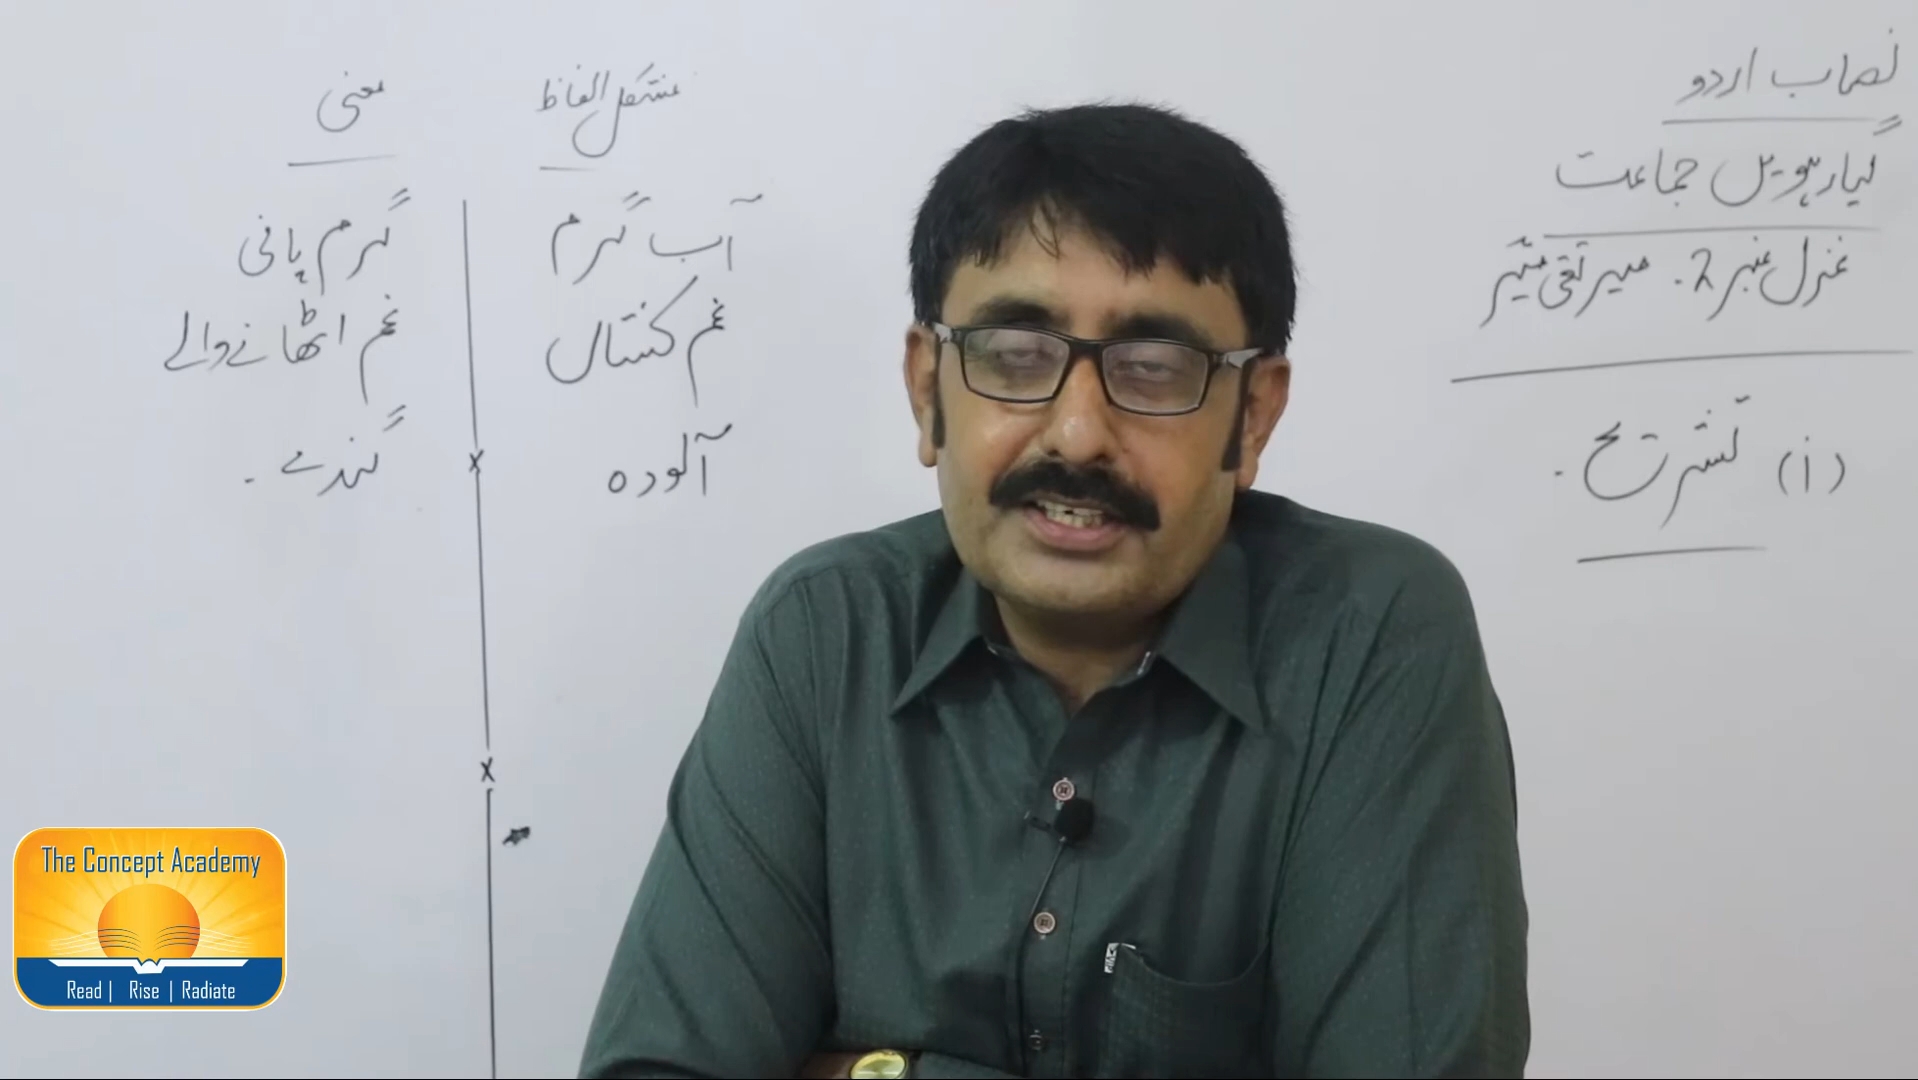 نصاب اردو
گیارہویں جماعت
غزل نمبر 2. میر تقی میر
(i) تشریح.
مشکل الفاظ
معنی
آب گرم
گرم پانی
غم کشاں
غم اٹھانے والے
آلودہ
گندے.
The Concept Academy
Read | Rise | Radiate